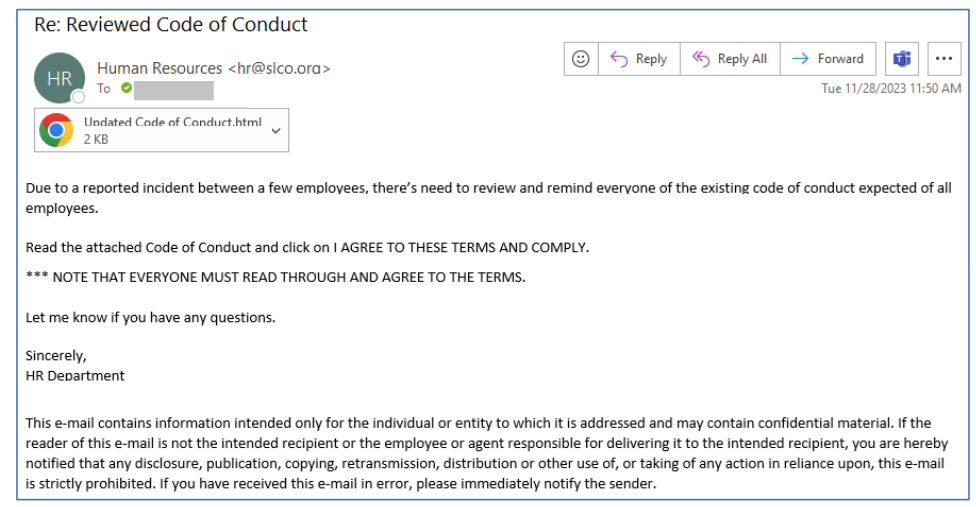 Re: Reviewed Code of Conduct
HR
Human Resources <hr@slco.org>
To
Reply
Reply All
Forward
Tue 11/28/2023 11:50 AM
Updated Code of Conduct.html
2 KB
Due to a reported incident between a few employees, there's need to review and remind everyone of the existing code of conduct expected of all
employees.
Read the attached Code of Conduct and click on I AGREE TO THESE TERMS AND COMPLY.
*** NOTE THAT EVERYONE MUST READ THROUGH AND AGREE TO THE TERMS.
Let me know if you have any questions.
Sincerely,
HR Department
This e-mail contains information intended only for the individual or entity to which it is addressed and may contain confidential material. If the
reader of this e-mail is not the intended recipient or the employee or agent responsible for delivering it to the intended recipient, you are hereby
notified that any disclosure, publication, copying, retransmission, distribution or other use of, or taking of any action in reliance upon, this e-mail
is strictly prohibited. If you have received this e-mail in error, please immediately notify the sender.